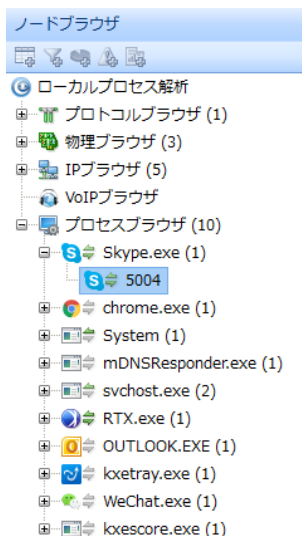 ノードブラウザ
ローカルプロセス解析
プロトコルブラウザ (1)
物理ブラウザ (3)
IPブラウザ (5)
VoIPブラウザ
プロセスブラウザ (10)
Skype.exe (1)
5004
chrome.exe (1)
System (1)
mDNSResponder.exe (1)
svchost.exe (2)
RTX.exe (1)
OUTLOOK.EXE (1)
kxetray.exe (1)
WeChat.exe (1)
kxescore.exe (1)